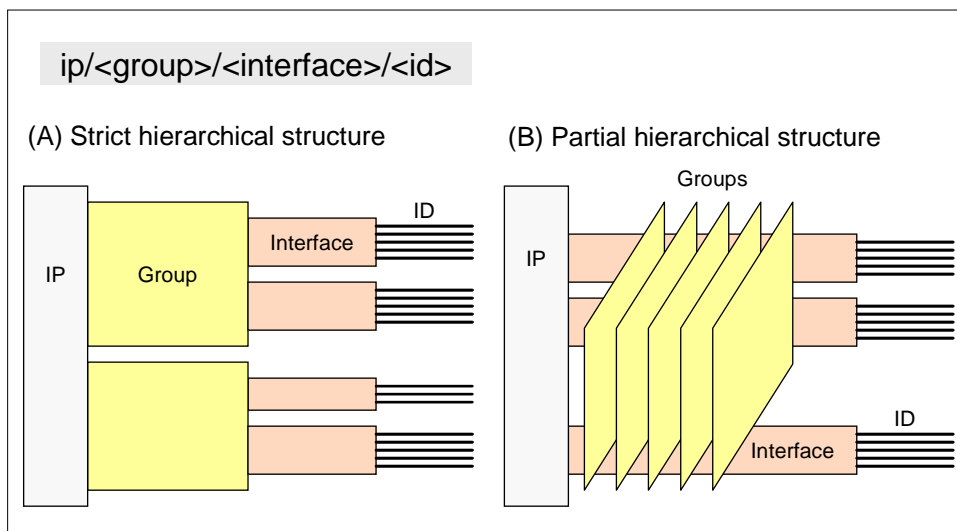 ip/<group>/<interface>/<id>
(A) Strict hierarchical structure
IP
Group
Interface
ID
(B) Partial hierarchical structure
Groups
IP
ID
Interface